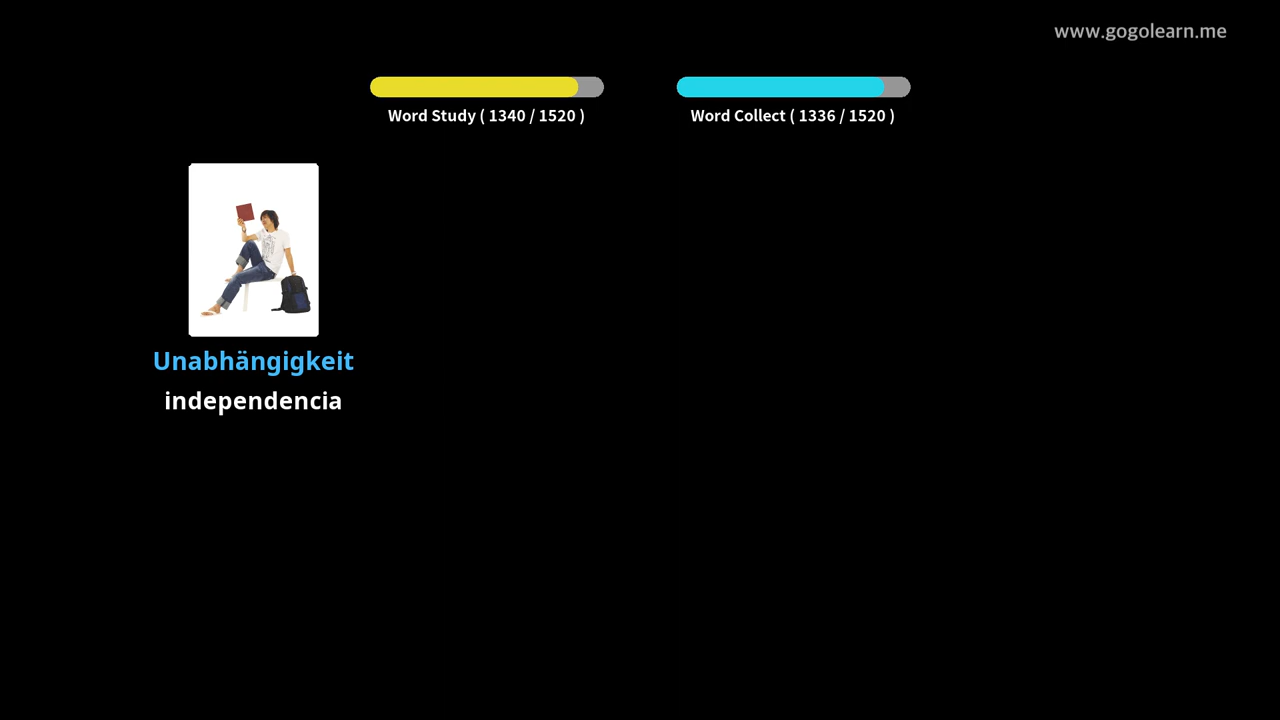 www.gogolearn.me
Word Study ( 1340 / 1520 )
Word Collect ( 1336 / 1520 )
Unabhängigkeit
independencia